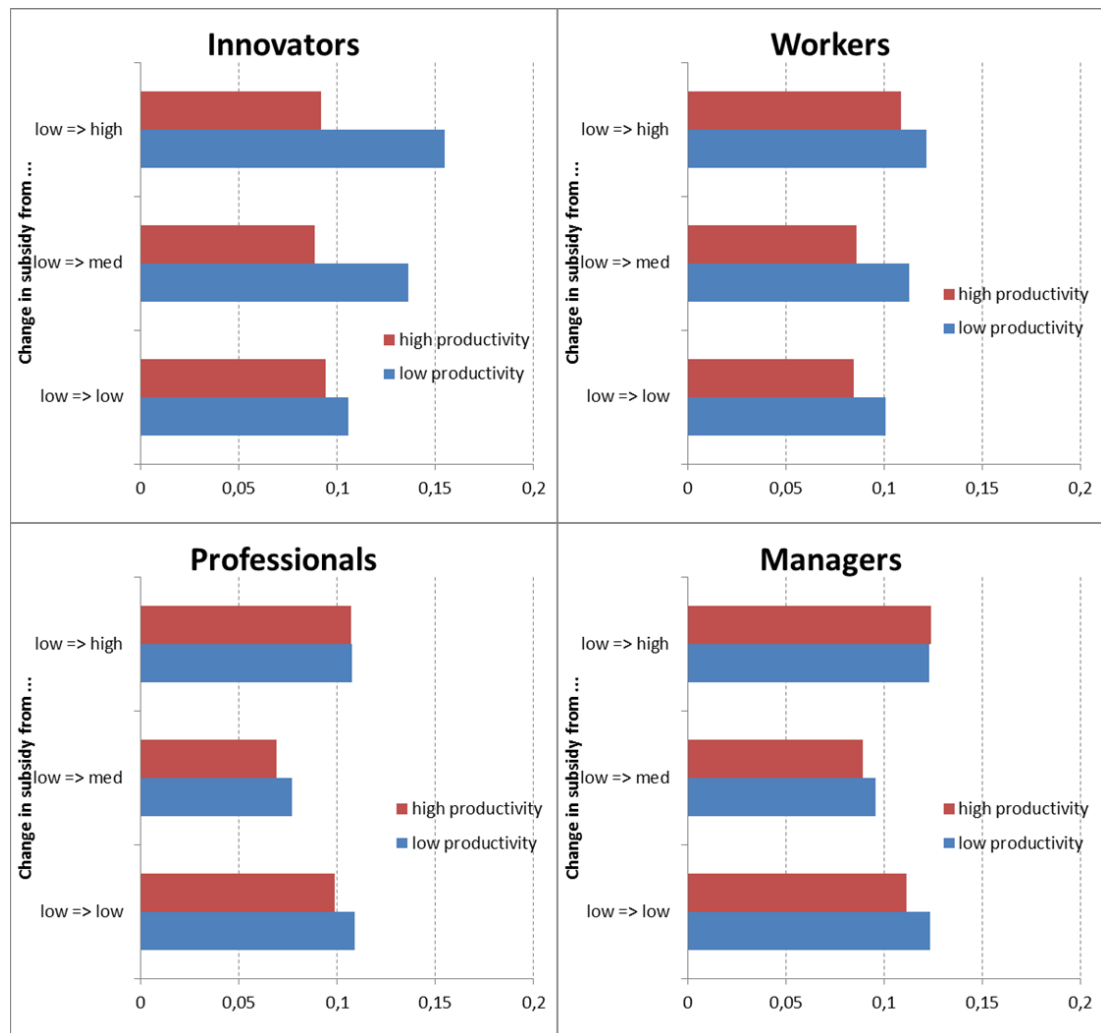 Innovators
Change in subsidy from ...
low => high
low => med
low => low
high productivity
low productivity
0 0,05 0,1 0,15 0,2
Workers
Change in subsidy from ...
low => high
low => med
low => low
high productivity
low productivity
0 0,05 0,1 0,15 0,2
Professionals
Change in subsidy from ...
low => high
low => med
low => low
high productivity
low productivity
0 0,05 0,1 0,15 0,2
Managers
Change in subsidy from ...
low => high
low => med
low => low
high productivity
low productivity
0 0,05 0,1 0,15 0,2